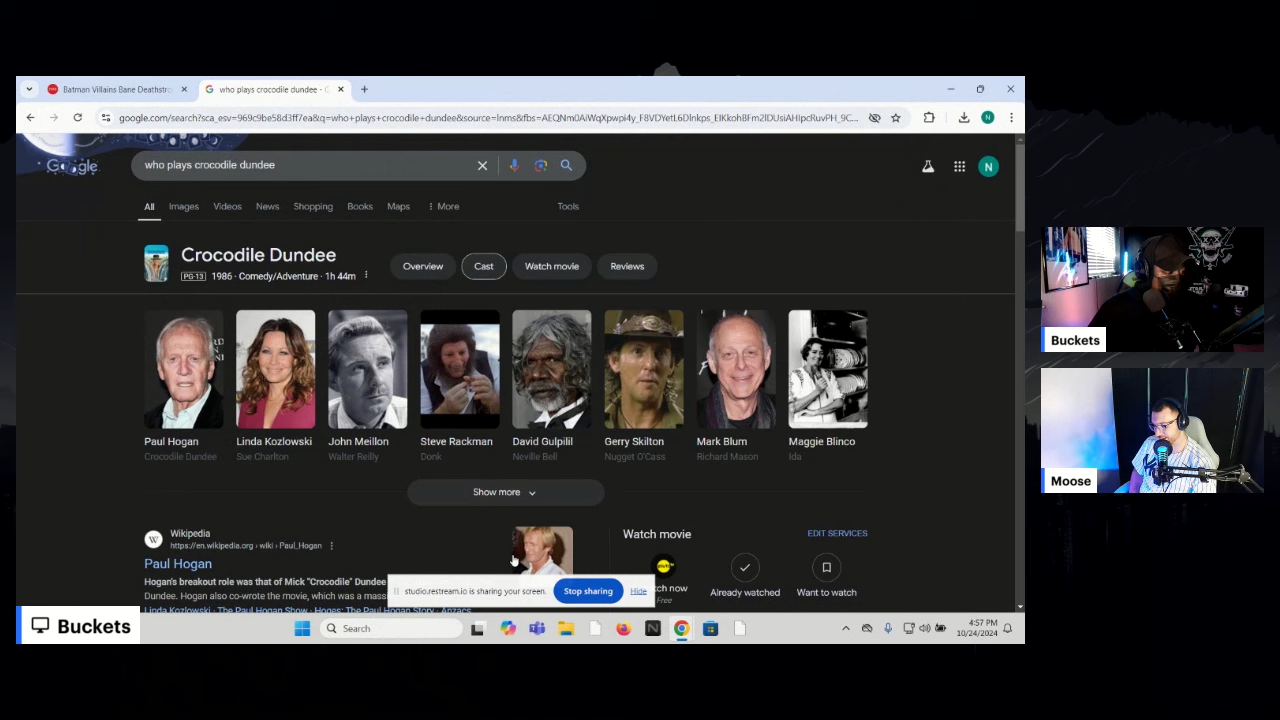 Batman Villains Bane Deathstro
who plays crocodile dundee - G
google.com/search?sca_esv=969c9be58d3ff7ea&q=who+plays+crocodile+dundee&source=lnms&fbs=
Google
who plays crocodile dundee
N
All Images Videos News Shopping Books Maps More Tools
Crocodile Dundee
PG-13 1986 · Comedy/Adventure · 1h 44m
Overview Cast Watch movie Reviews
Paul Hogan Linda Kozlowski John Meillon Steve Rackman David Gulpilil Gerry Skilton Mark Blum Maggie Blinco
Crocodile Dundee Sue Charlton Walter Reilly Donk Neville Bell Nugget O'Cass Richard Mason Ida
Show more
W Wikipedia
https://en.wikipedia.org › wiki › Paul_Hogan
Paul Hogan
Hogan's breakout role was that of Mick "Crocodile" Dundee
Dundee. Hogan also co-wrote the movie, which was a
Linda Kozlowski · The Paul Hogan Show · Hoges: The Paul Hogan Story · Anzacs
Watch movie EDIT SERVICES
now
Free
Already watched
Want to watch
studio.restream.io is sharing your screen. Stop sharing Hide
Search
4:57 PM
10/24/2024
Buckets
Buckets
Moose